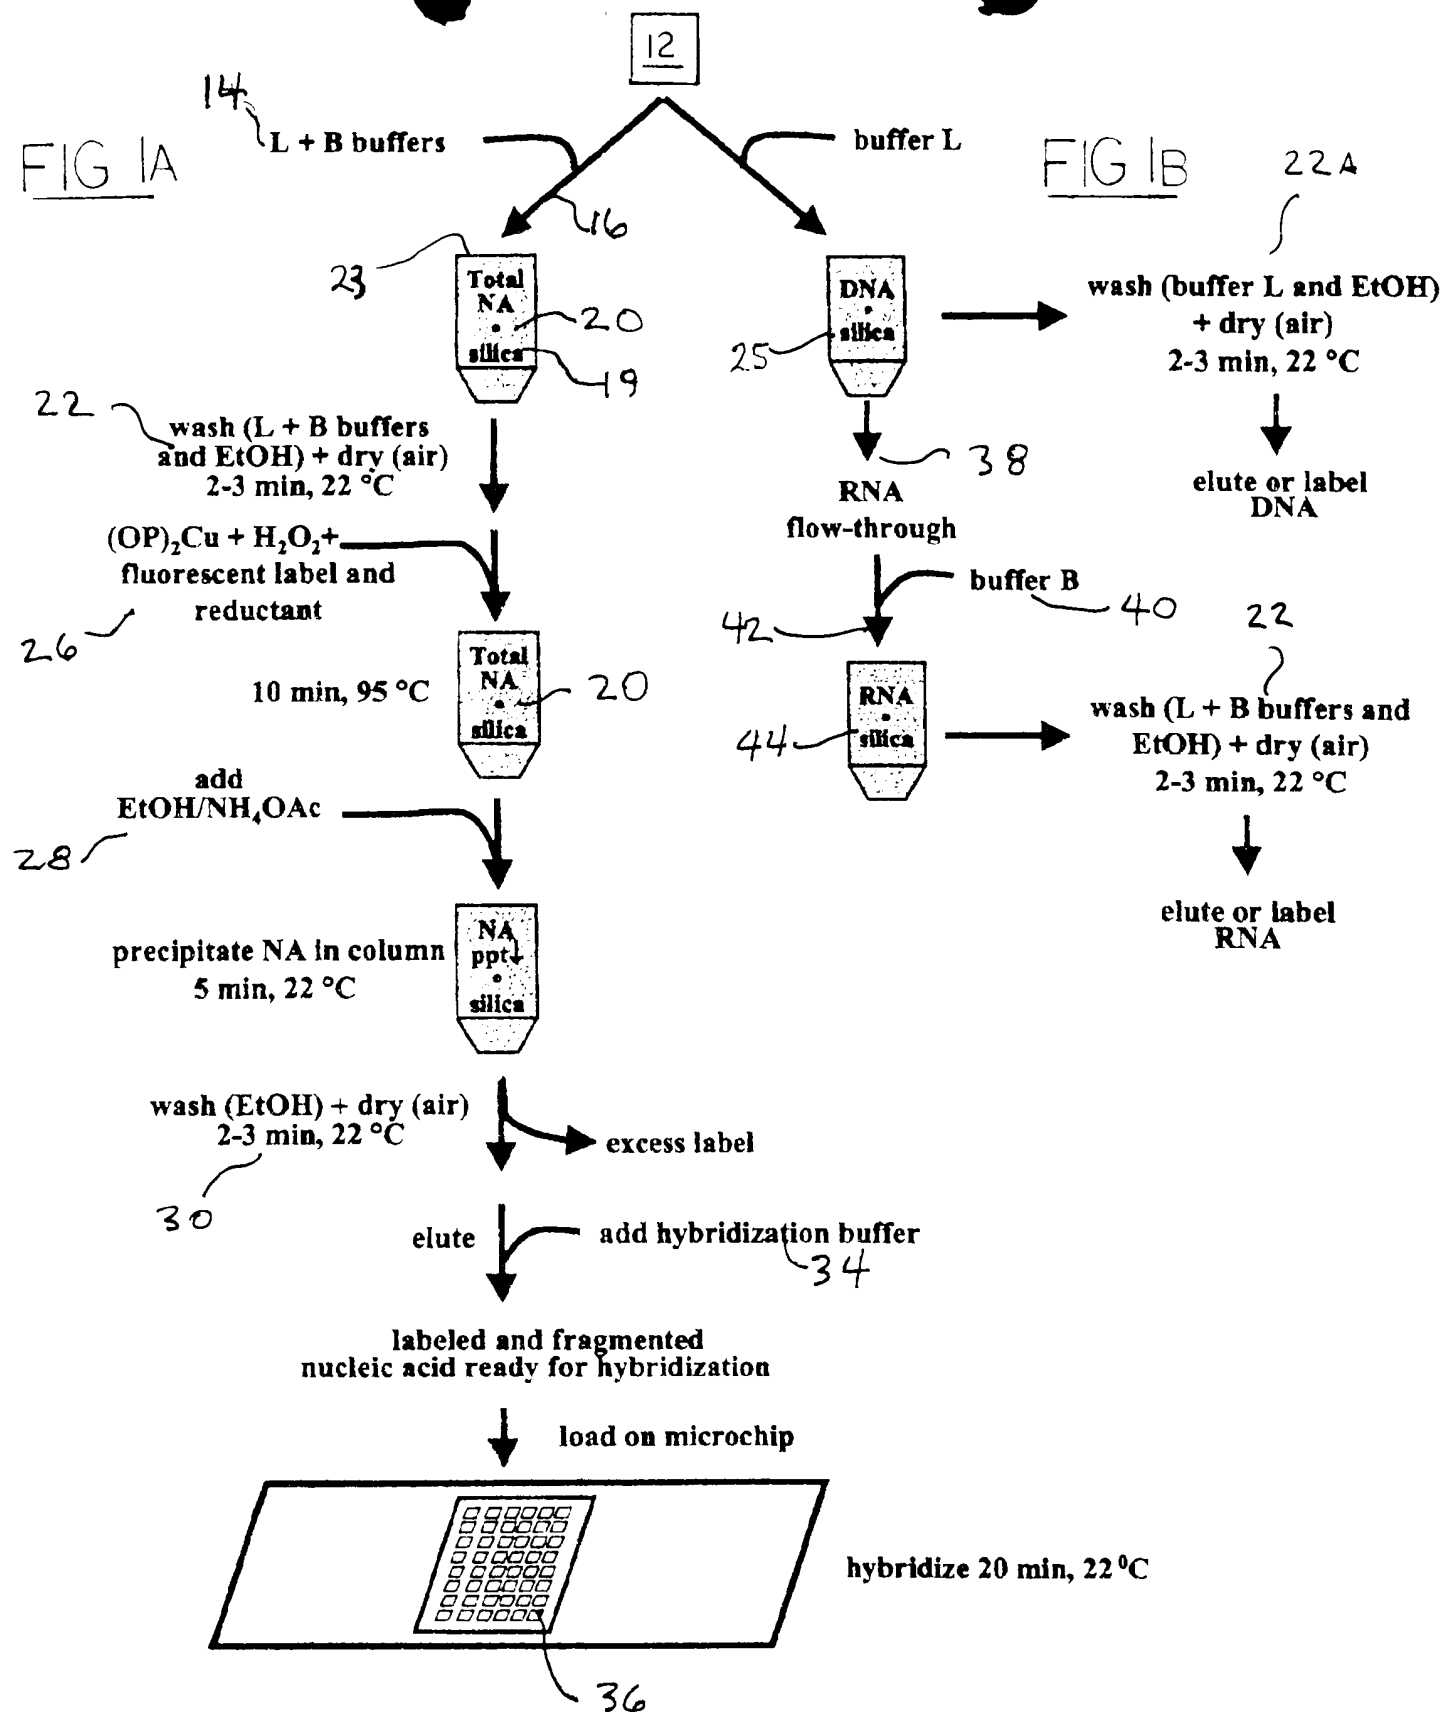 12
14
L + B buffers
buffer L
FIG 1A
FIG 1B
22A
16
23
Total
NA
•
silica
20
19
DNA
•
silica
25
wash (buffer L and EtOH)
+ dry (air)
2-3 min, 22 °C
elute or label
DNA
22
wash (L + B buffers
and EtOH) + dry (air)
2-3 min, 22 °C
38
RNA
flow-through
(OP)₂Cu + H₂O₂+
fluorescent label and
reductant
26
buffer B
40
42
22
10 min, 95 °C
Total
NA
•
silica
20
RNA
•
silica
44
wash (L + B buffers and
EtOH) + dry (air)
2-3 min, 22 °C
elute or label
RNA
add
EtOH/NH₄OAc
28
precipitate NA in column
5 min, 22 °C
NA
ppt↓
•
silica
wash (EtOH) + dry (air)
2-3 min, 22 °C
30
excess label
elute
add hybridization buffer
34
labeled and fragmented
nucleic acid ready for hybridization
load on microchip
hybridize 20 min, 22 ⁰C
36